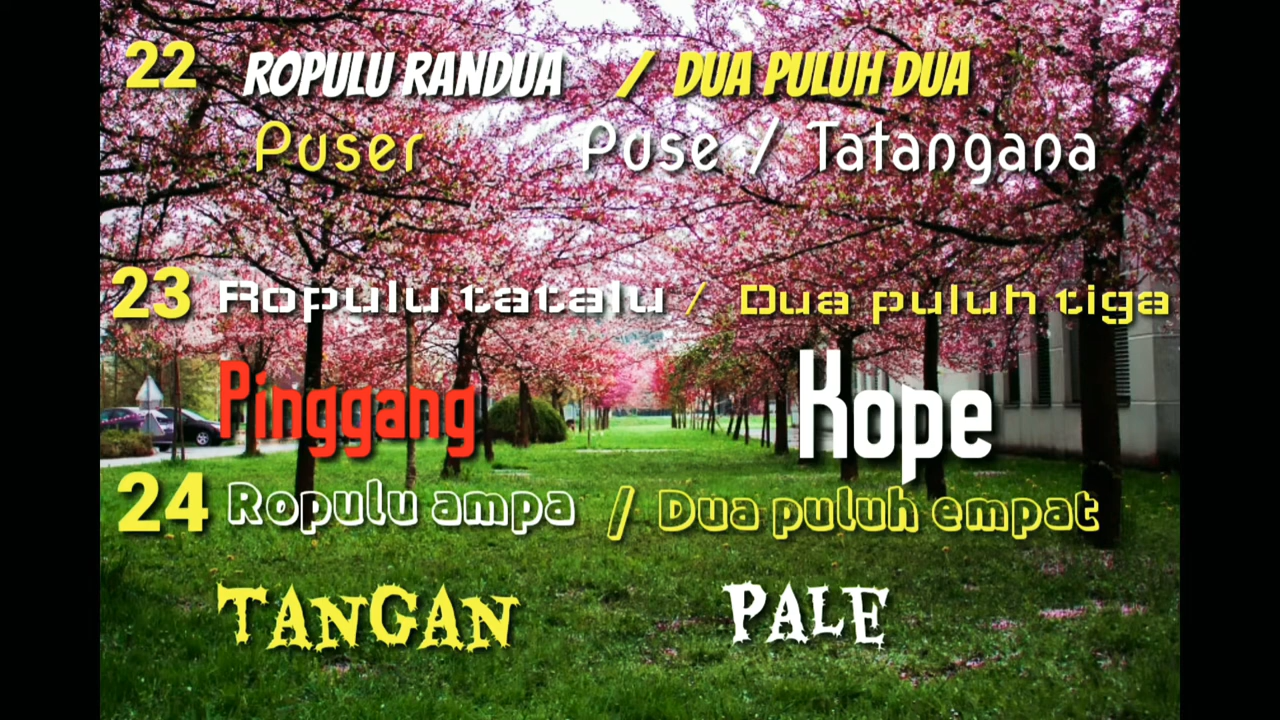 22 ROPULU RANDUA / DUA PULUH DUA
Puser Puse / Tatangana
23 Ropulu tatalu / Dua puluh tiga
Pinggang Kope
24 Ropulu ampa / Dua puluh empat
TANGAN PALE